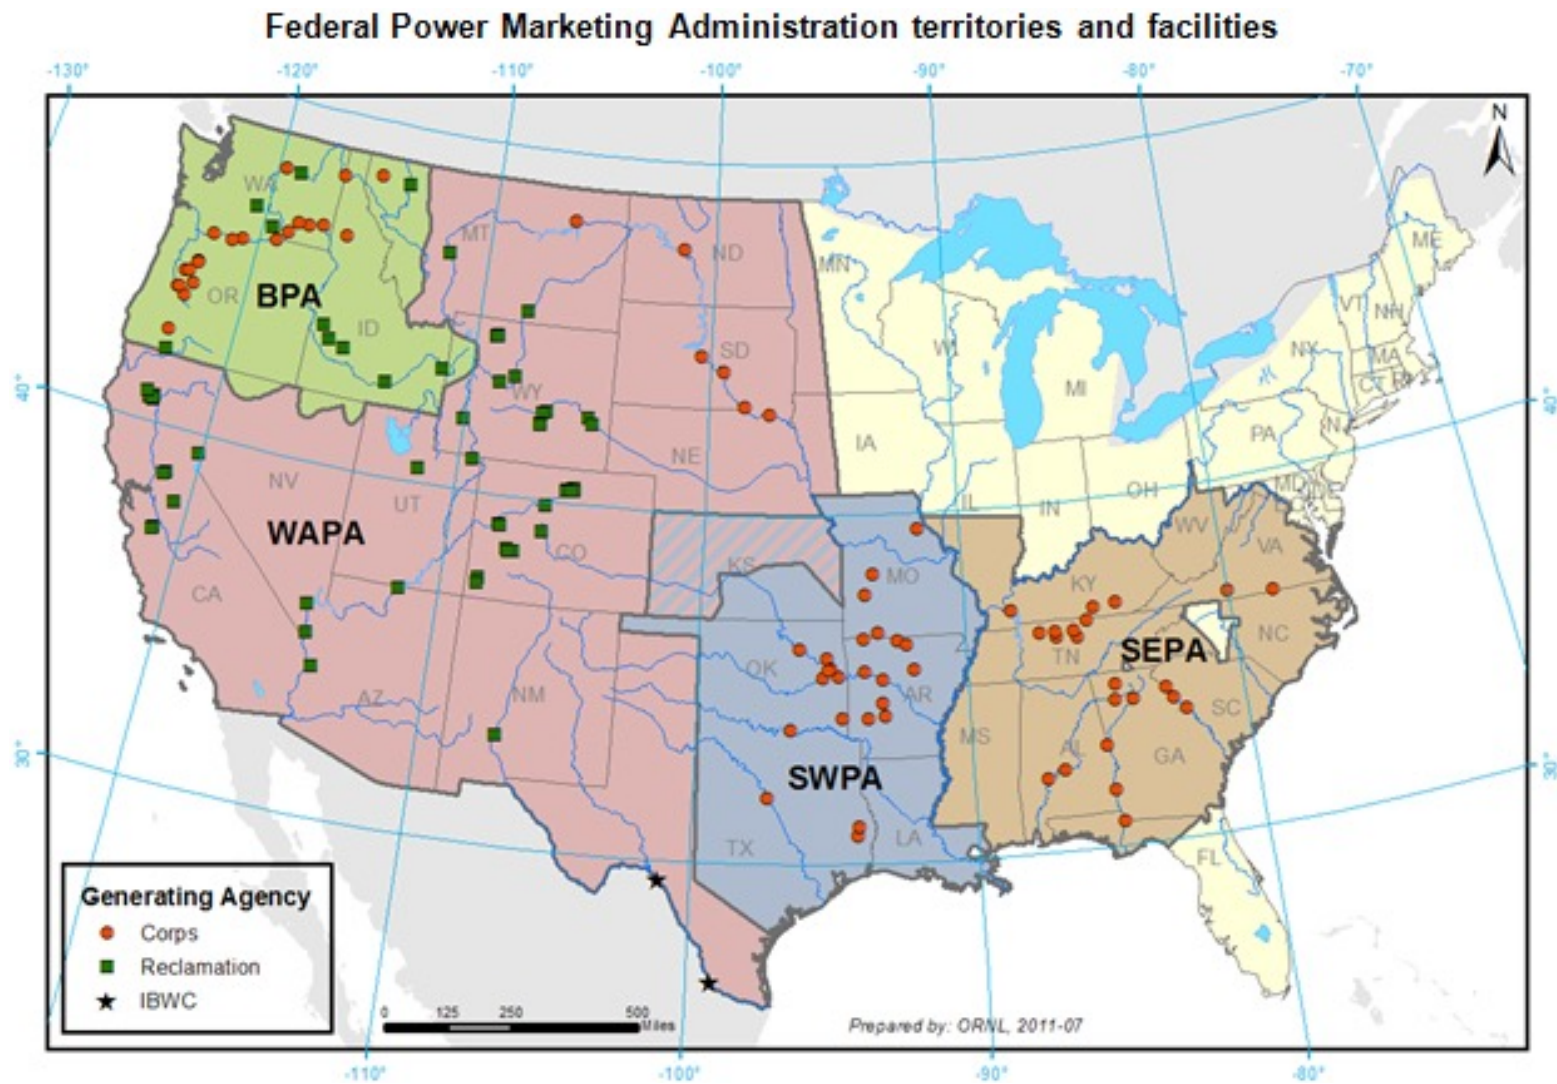 Federal Power Marketing Administration territories and facilities
-130° -120° -110° -100° -90° -80° -70°
N
WA
MT
ND
MN
ME
OR
BPA
ID
VT
NH
SD
WI
NY
MA
CT
RI
40°
40°
WY
MI
IA
PA
NE
NV
UT
IL
IN
OH
MD
WAPA
WV
VA
CO
KS
MO
KY
CA
SEPA
NC
TN
OK
AR
AZ
NM
SC
MS
AL
GA
30°
30°
SWPA
TX
LA
FL
Generating Agency
Corps
Reclamation
IBWC
0 125 250 500
Miles
Prepared by: ORNL, 2011-07
-110° -100° -90° -80°